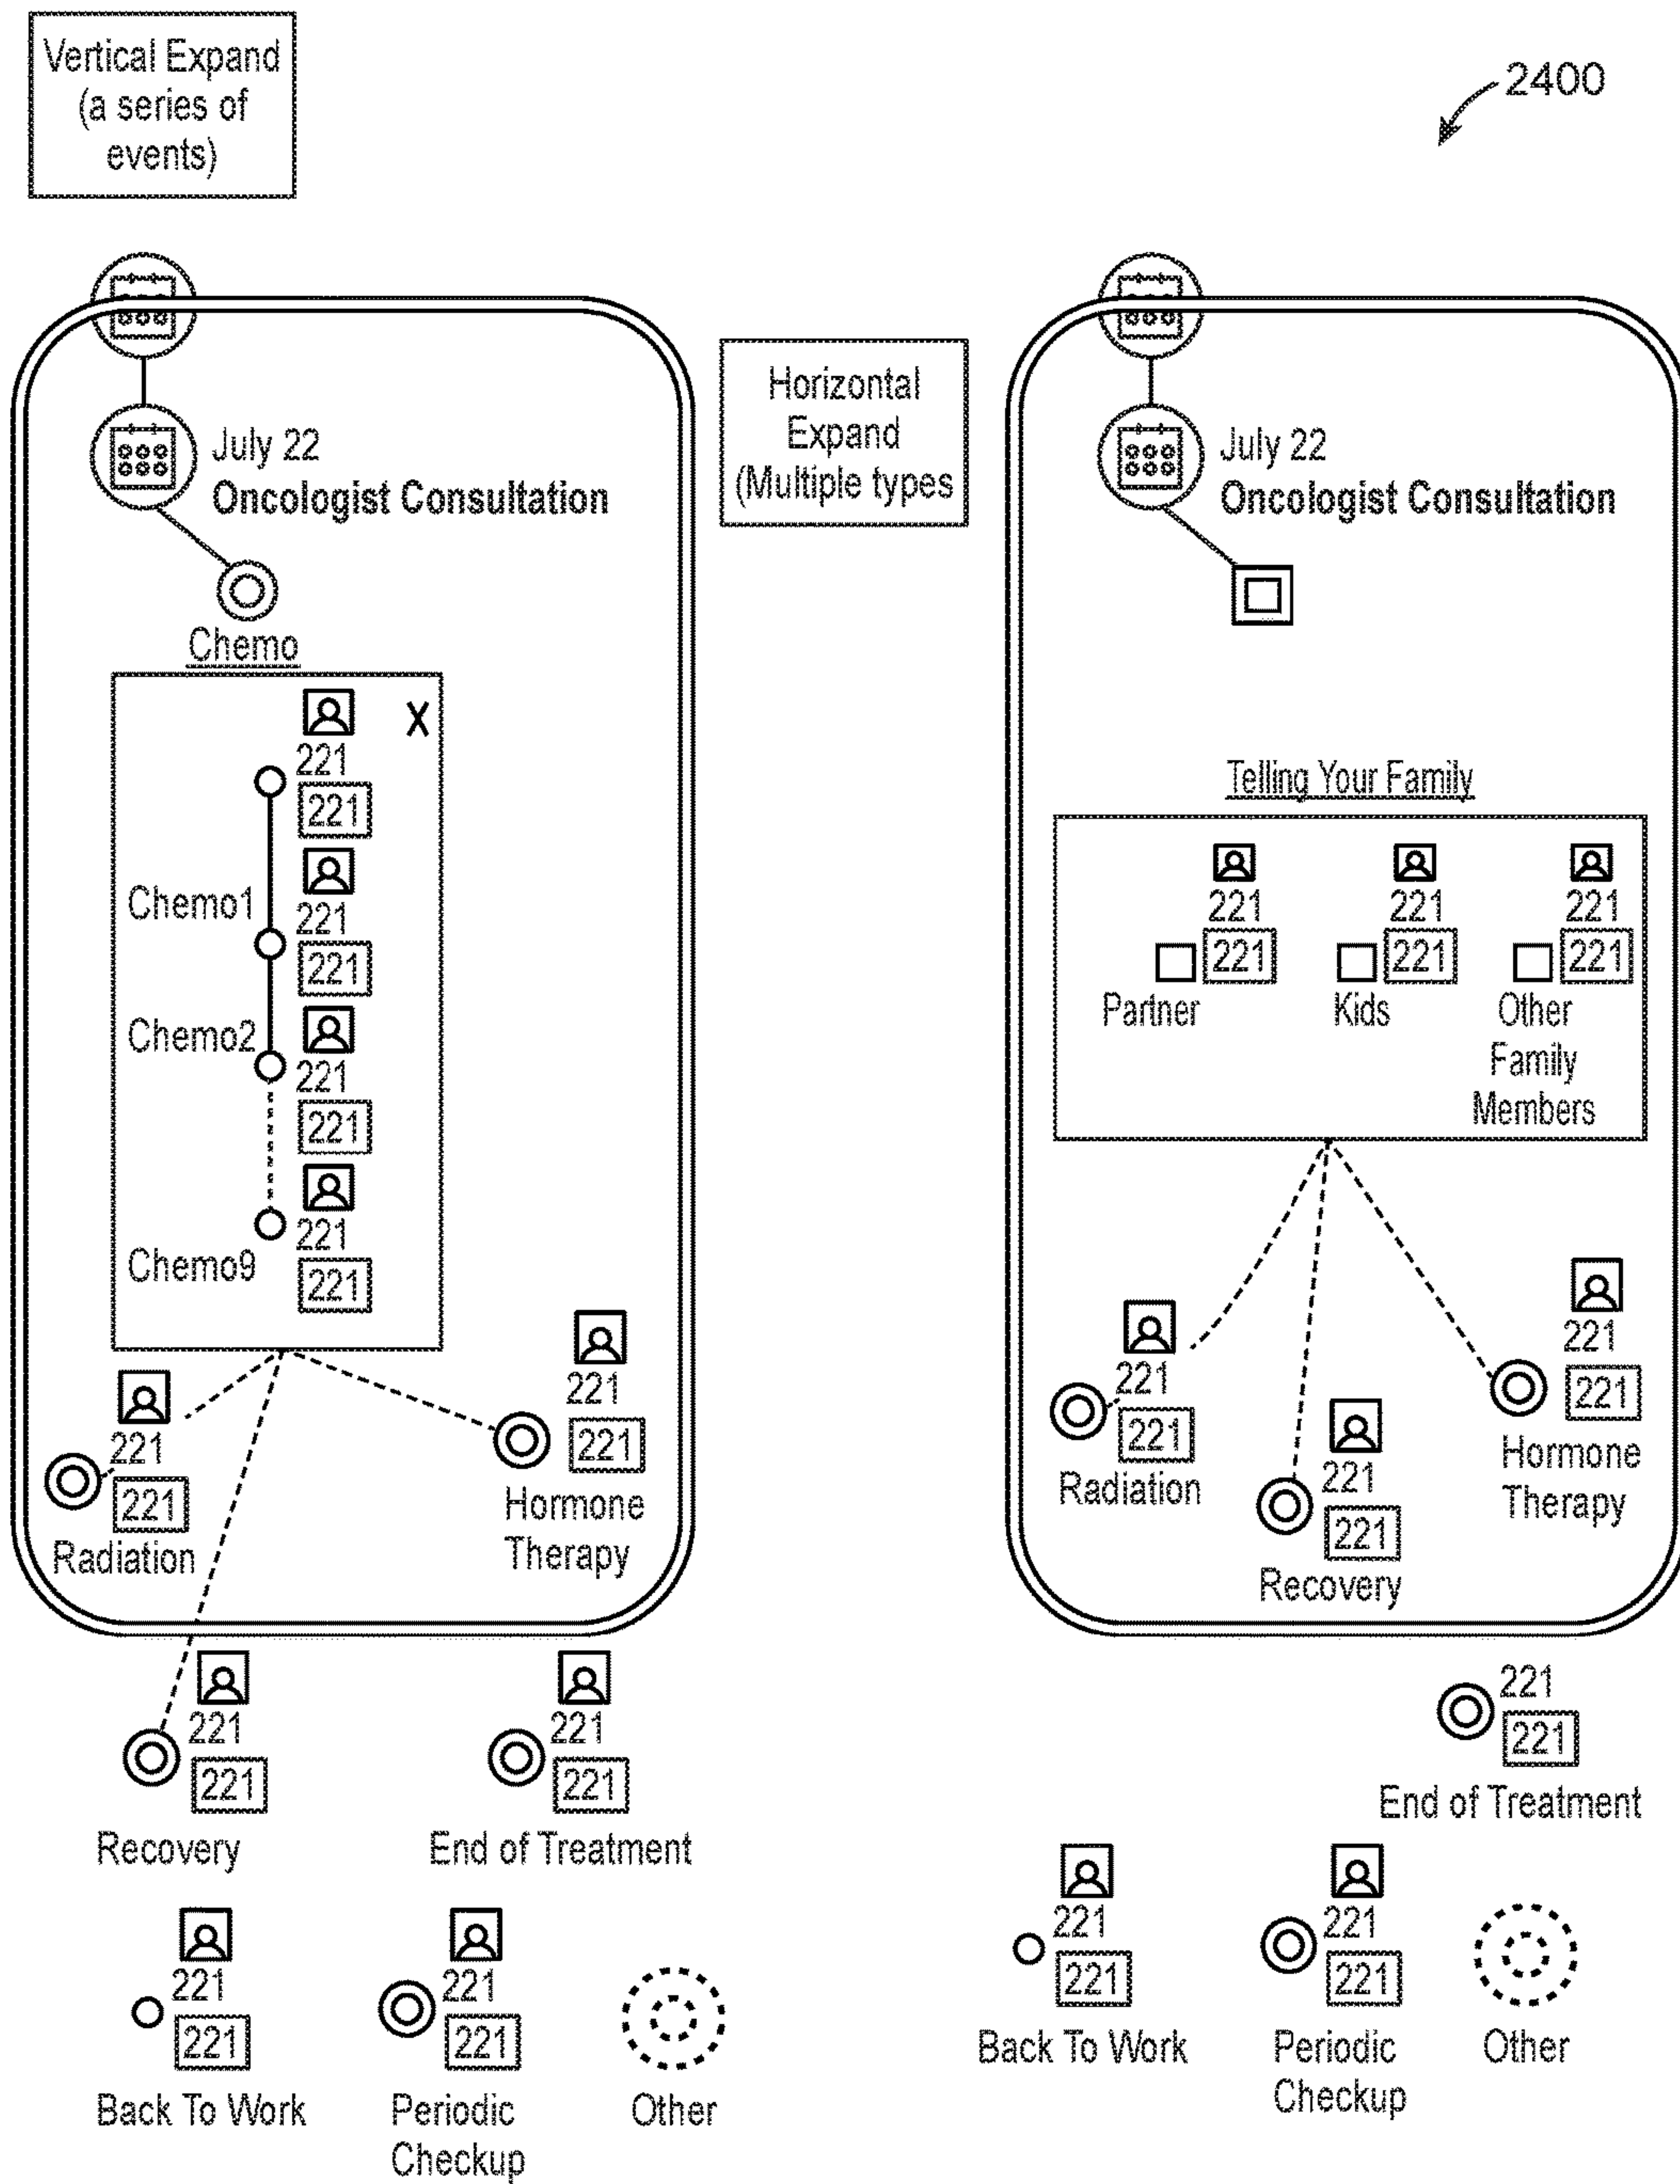 Vertical Expand
(a series of
events)
2400
July 22
Oncologist Consultation
Chemo
X
221
221
Chemo1
221
221
Chemo2
221
221
Chemo9
221
221
221
221
Radiation
221
221
Hormone
Therapy
221
221
Recovery
221
221
End of Treatment
221
221
Back To Work
221
221
Periodic
Checkup
Other
Horizontal
Expand
(Multiple types
July 22
Oncologist Consultation
Telling Your Family
221
221
Partner
221
221
Kids
221
221
Other
Family
Members
221
221
Radiation
221
221
Recovery
221
221
Hormone
Therapy
221
221
End of Treatment
221
221
Back To Work
221
221
Periodic
Checkup
Other